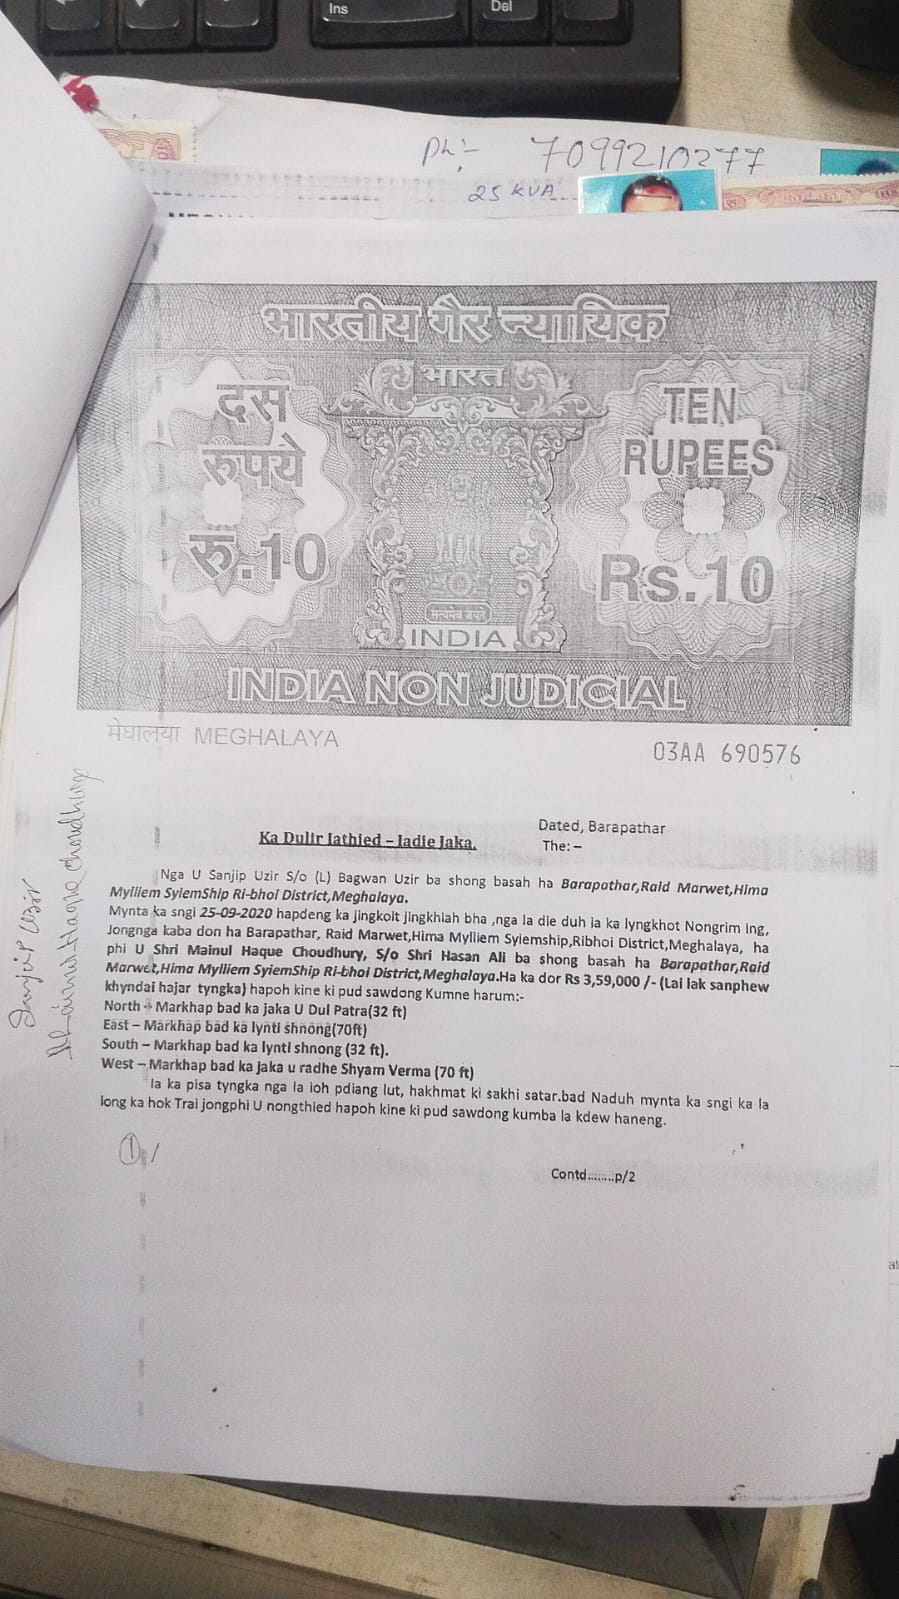 Ins
Del
Ph:- 7099210277
25 KVA
भारतीय गैर न्यायिक
भारत
दस
रुपये
रु.10
TEN
RUPEES
Rs.10
सत्यमेव जयते
INDIA
INDIA NON JUDICIAL
मेघालया MEGHALAYA
03AA 690576
Sanjip Uzir
Mainul Haque Choudhury
Dated, Barapathar
Ka Dulir Iathied – Iadie Jaka.
The: –
Nga U Sanjip Uzir S/o (L) Bagwan Uzir ba shong basah ha Barapathar,Raid Marwet,Hima
Mylliem SyiemShip Ri-bhoi District,Meghalaya.
Mynta ka sngi 25-09-2020 hapdeng ka jingkoit jingkhiah bha ,nga la die duh ia ka lyngkhot Nongrim Ing,
Jongnga kaba don ha Barapathar, Raid Marwet,Hima Mylliem Syiemship,Ribhoi District,Meghalaya, ha
phi U Shri Mainul Haque Choudhury, S/o Shri Hasan Ali ba shong basah ha Barapathar,Raid
Marwet,Hima Mylliem SyiemShip Ri-bhoi District,Meghalaya.Ha ka dor Rs 3,59,000 /- (Lai lak sanphew
khyndai hajar tyngka) hapoh kine ki pud sawdong Kumne harum:-
North – Markhap bad ka jaka U Dul Patra(32 ft)
East – Markhap bad ka lynti shnong(70ft)
South – Markhap bad ka lynti shnong (32 ft).
West – Markhap bad ka jaka u radhe Shyam Verma (70 ft)
Ia ka pisa tyngka nga la ioh pdiang lut, hakhmat ki sakhi satar.bad Naduh mynta ka sngi ka la
long ka hok Trai jongphi U nongthied hapoh kine ki pud sawdong kumba la kdew haneng.
1/
Contd........p/2